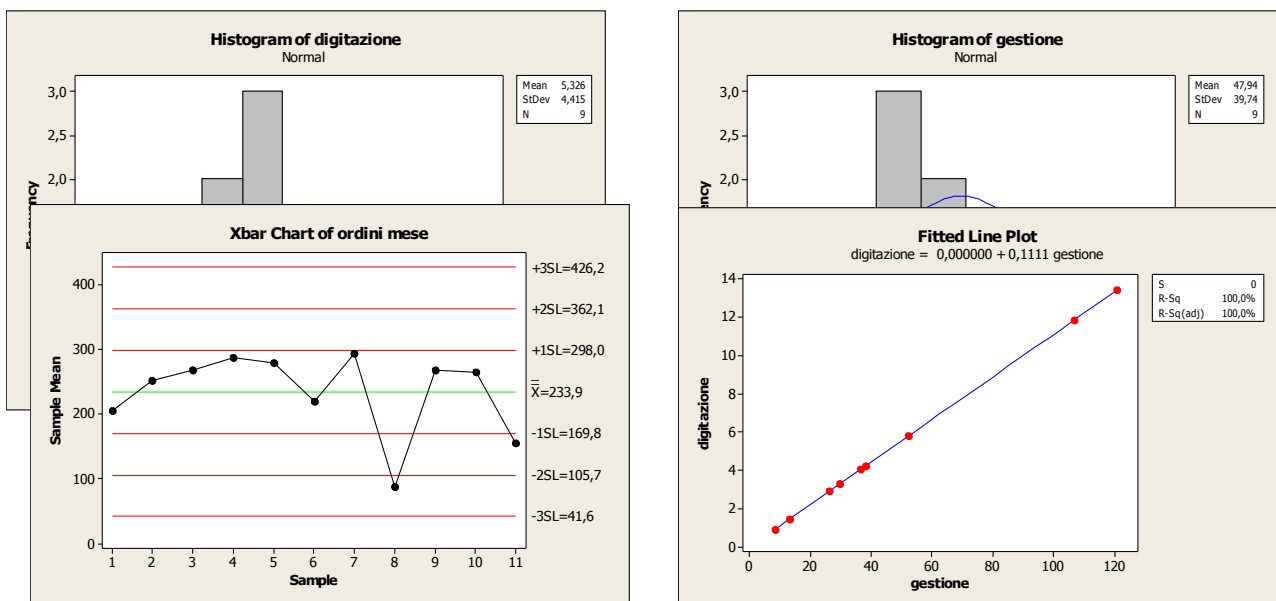 Histogram of digitazione
Normal
Mean 5,326
StDev 4,415
N 9
3,0
2,5
2,0
Frequency
Histogram of gestione
Normal
Mean 47,94
StDev 39,74
N 9
3,0
2,5
2,0
ency
Xbar Chart of ordini mese
Sample Mean
400
300
200
100
0
+3SL=426,2
+2SL=362,1
+1SL=298,0
X=233,9
-1SL=169,8
-2SL=105,7
-3SL=41,6
1 2 3 4 5 6 7 8 9 10 11
Sample
Fitted Line Plot
digitazione = 0,000000 + 0,1111 gestione
S 0
R-Sq 100,0%
R-Sq(adj) 100,0%
digitazione
14
12
10
8
6
4
2
0
0 20 40 60 80 100 120
gestione